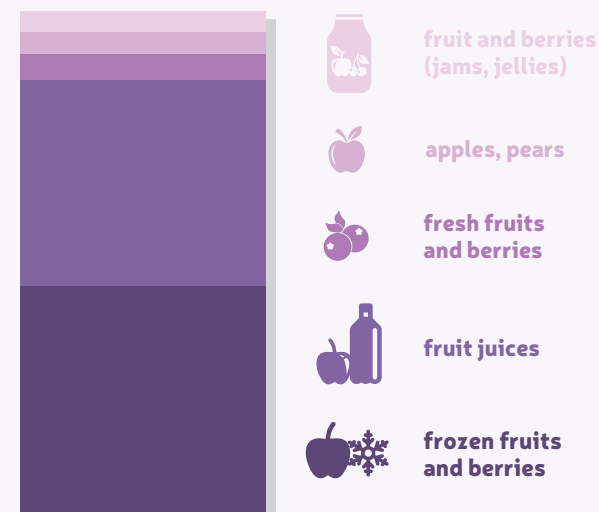 fruit and berries
(jams, jellies)
apples, pears
fresh fruits
and berries
fruit juices
frozen fruits
and berries